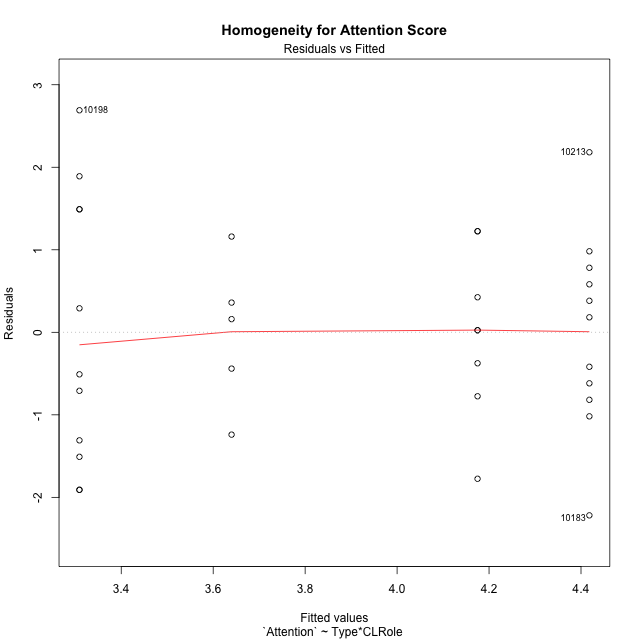 Homogeneity for Attention Score
Residuals vs Fitted
3
2
1
0
-1
-2
Residuals
10198
10213
10183
3.4 3.6 3.8 4.0 4.2 4.4
Fitted values
`Attention` ~ Type*CLRole